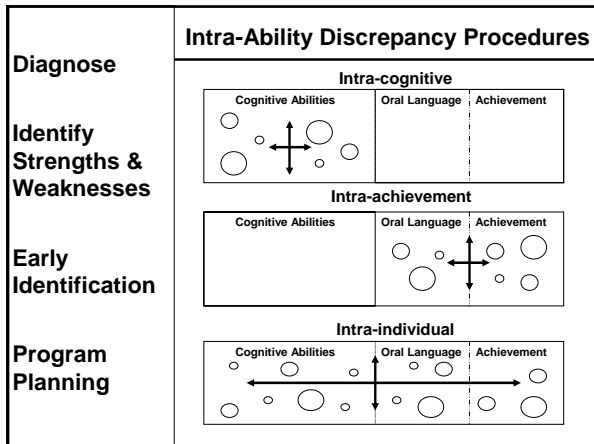 Intra-Ability Discrepancy Procedures
Diagnose
Identify
Strengths &
Weaknesses
Early
Identification
Program
Planning
Intra-cognitive
Cognitive Abilities Oral Language Achievement
Intra-achievement
Cognitive Abilities Oral Language Achievement
Intra-individual
Cognitive Abilities Oral Language Achievement